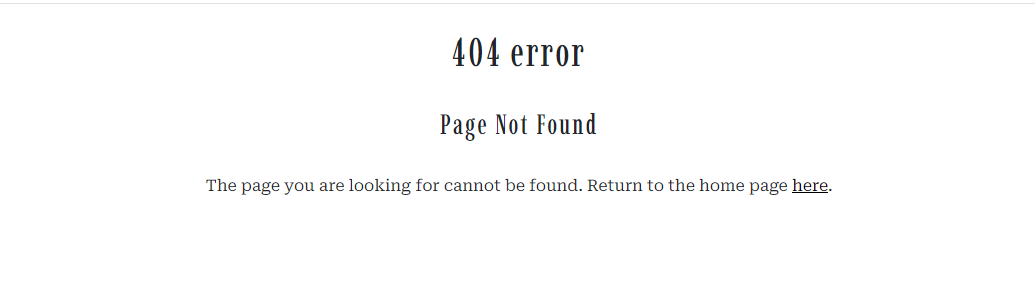 404 error
Page Not Found
The page you are looking for cannot be found. Return to the home page here.